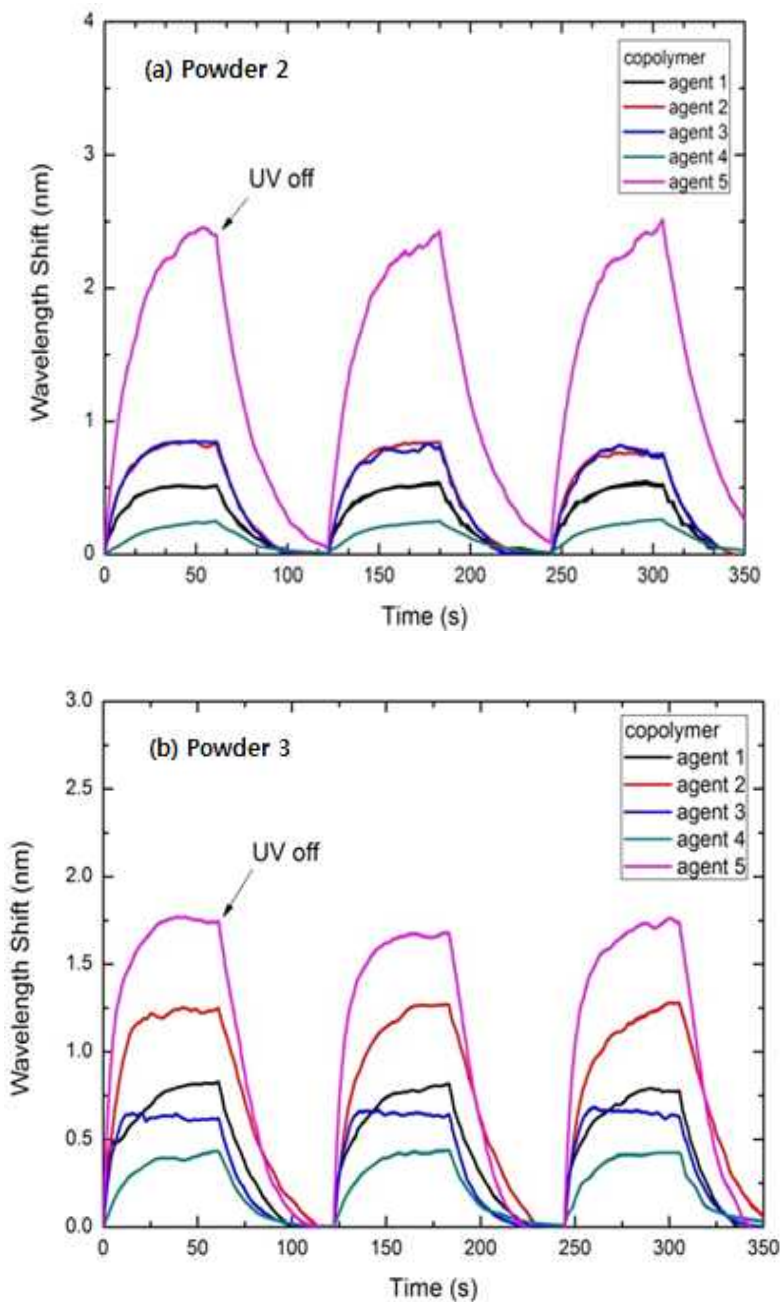 (a) Powder 2
copolymer
agent 1
agent 2
agent 3
agent 4
agent 5
UV off
Wavelength Shift (nm)
4
3
2
1
0
0 50 100 150 200 250 300 350
Time (s)
(b) Powder 3
copolymer
agent 1
agent 2
agent 3
agent 4
agent 5
UV off
Wavelength Shift (nm)
3.0
2.5
2.0
1.5
1.0
0.5
0.0
0 50 100 150 200 250 300 350
Time (s)